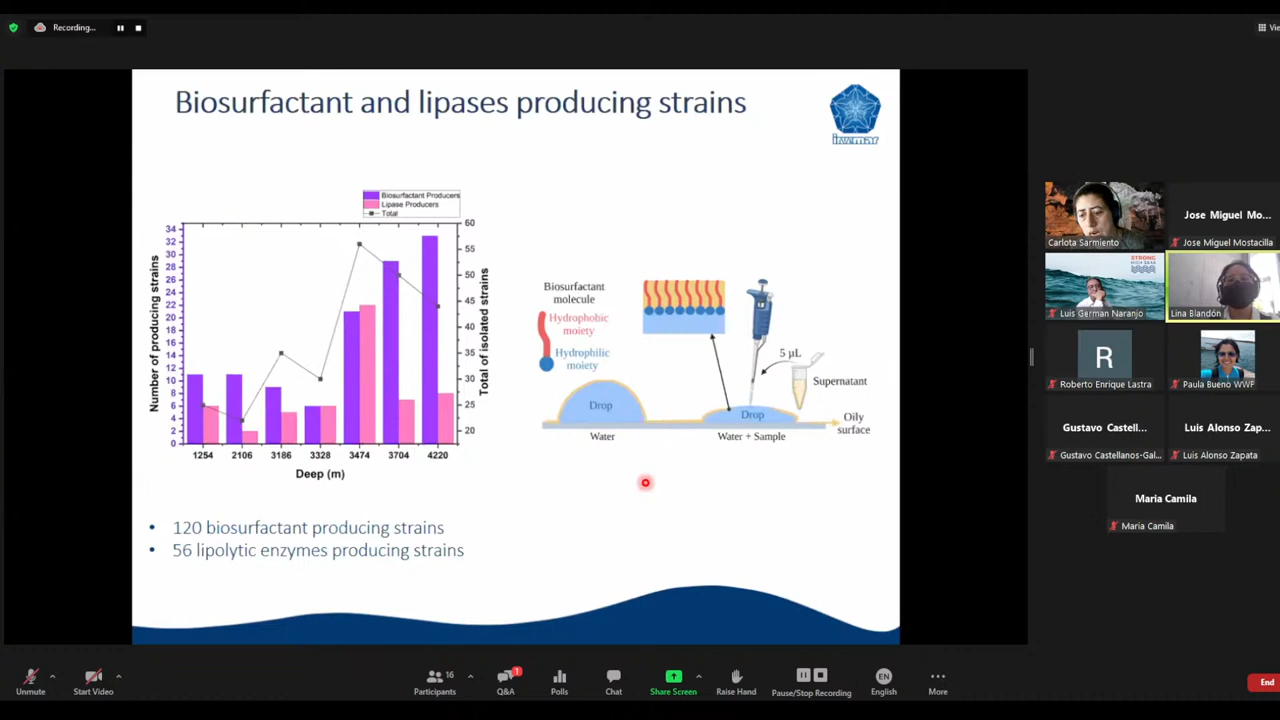 Recording...
Vie
Biosurfactant and lipases producing strains
invemar
Biosurfactant Producers
Lipase Producers
Total
Number of producing strains
34
32
30
28
26
24
22
20
18
16
14
12
10
8
6
4
2
0
60
55
50
45
40
35
30
25
20
Total of isolated strains
1254 2106 3186 3328 3474 3704 4220
Deep (m)
Biosurfactant
molecule
Hydrophobic
moiety
Hydrophilic
moiety
5 µL
Supernatant
Drop
Drop
Oily
surface
Water
Water + Sample
• 120 biosurfactant producing strains
• 56 lipolytic enzymes producing strains
Carlota Sarmiento
Jose Miguel Mo...
Jose Miguel Mostacilla
STRONG
HIGH SEAS
Luis German Naranjo
Lina Blandón
R
Roberto Enrique Lastra
Paula Bueno WWF
Gustavo Castell...
Gustavo Castellanos-Gal...
Luis Alonso Zap...
Luis Alonso Zapata
Maria Camila
Maria Camila
Unmute
Start Video
16
Participants
1
Q&A
Polls
Chat
Share Screen
Raise Hand
Pause/Stop Recording
EN
English
More
End